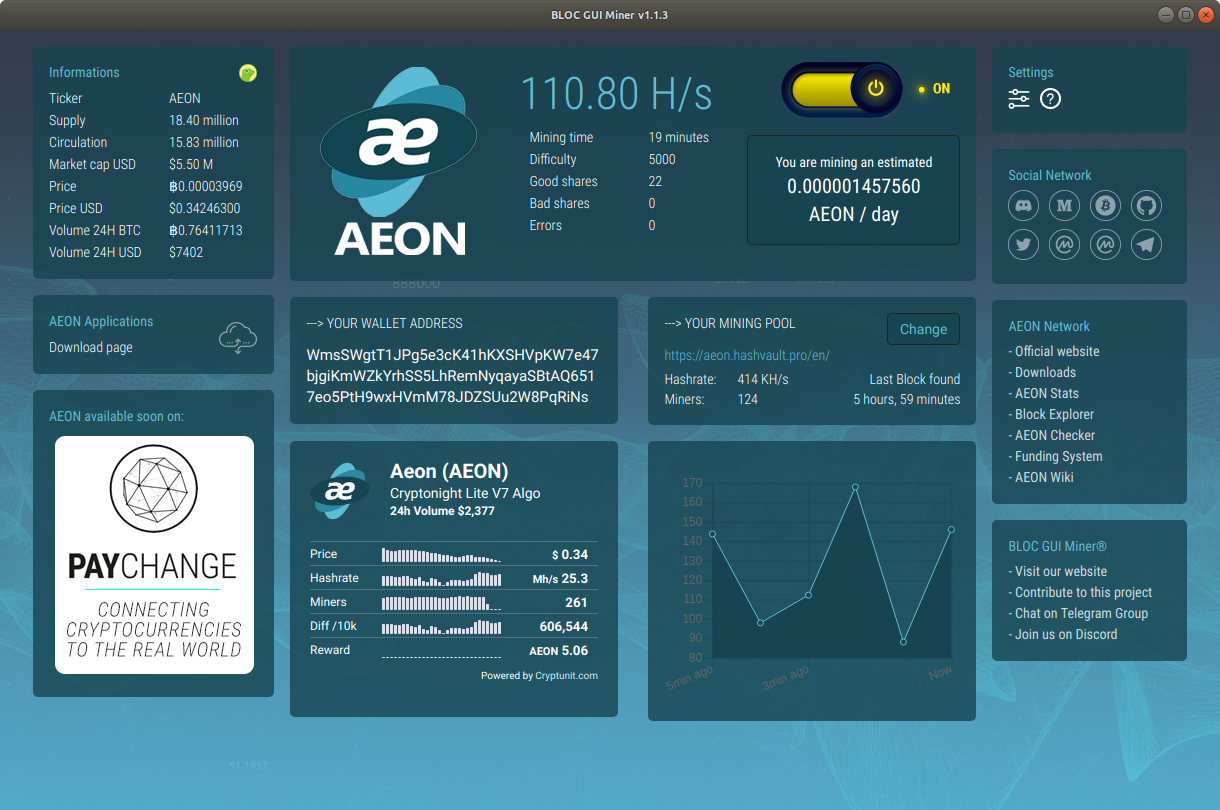 BLOC GUI Miner v1.1.3
Informations
Ticker AEON
Supply 18.40 million
Circulation 15.83 million
Market cap USD $5.50 M
Price ฿0.00003969
Price USD $0.34246300
Volume 24H BTC ฿0.76411713
Volume 24H USD $7402
AEON Applications
Download page
AEON available soon on:
PAYCHANGE
CONNECTING
CRYPTOCURRENCIES
TO THE REAL WORLD
æ
AEON
110.80 H/s
Mining time 19 minutes
Difficulty 5000
Good shares 22
Bad shares 0
Errors 0
ON
You are mining an estimated
0.000001457560
AEON / day
---> YOUR WALLET ADDRESS
WmsSWgtT1JPg5e3cK41hKXSHVpKW7e47
bjgiKmWZkYrhSS5LhRemNyqayaSBtAQ651
7eo5PtH9wxHVmM78JDZSUu2W8PqRiNs
---> YOUR MINING POOL
Change
https://aeon.hashvault.pro/en/
Hashrate: 414 KH/s Last Block found
Miners: 124 5 hours, 59 minutes
æ
Aeon (AEON)
Cryptonight Lite V7 Algo
24h Volume $2,377
Price $ 0.34
Hashrate Mh/s 25.3
Miners 261
Diff /10k 606,544
Reward AEON 5.06
Powered by Cryptunit.com
170
160
150
140
130
120
110
100
90
80
5min ago
3min ago
Now
Settings
?
Social Network
M
AEON Network
- Official website
- Downloads
- AEON Stats
- Block Explorer
- AEON Checker
- Funding System
- AEON Wiki
BLOC GUI Miner®
- Visit our website
- Contribute to this project
- Chat on Telegram Group
- Join us on Discord
51.1957